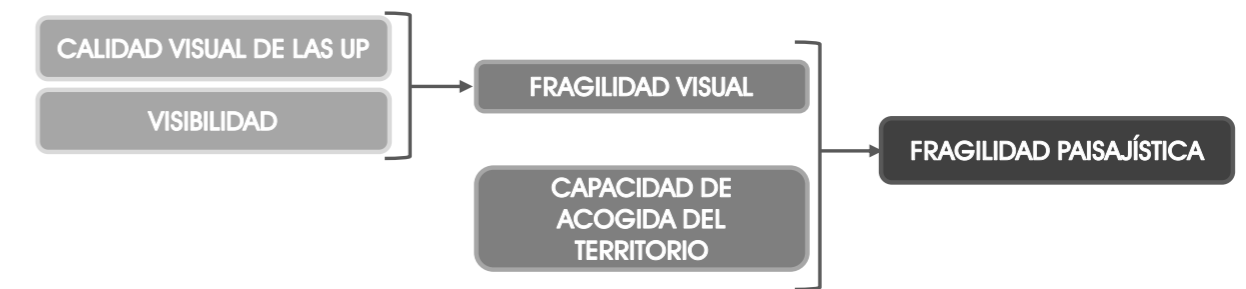 CALIDAD VISUAL DE LAS UP
VISIBILIDAD
FRAGILIDAD VISUAL
CAPACIDAD DE
ACOGIDA DEL
TERRITORIO
FRAGILIDAD PAISAJÍSTICA